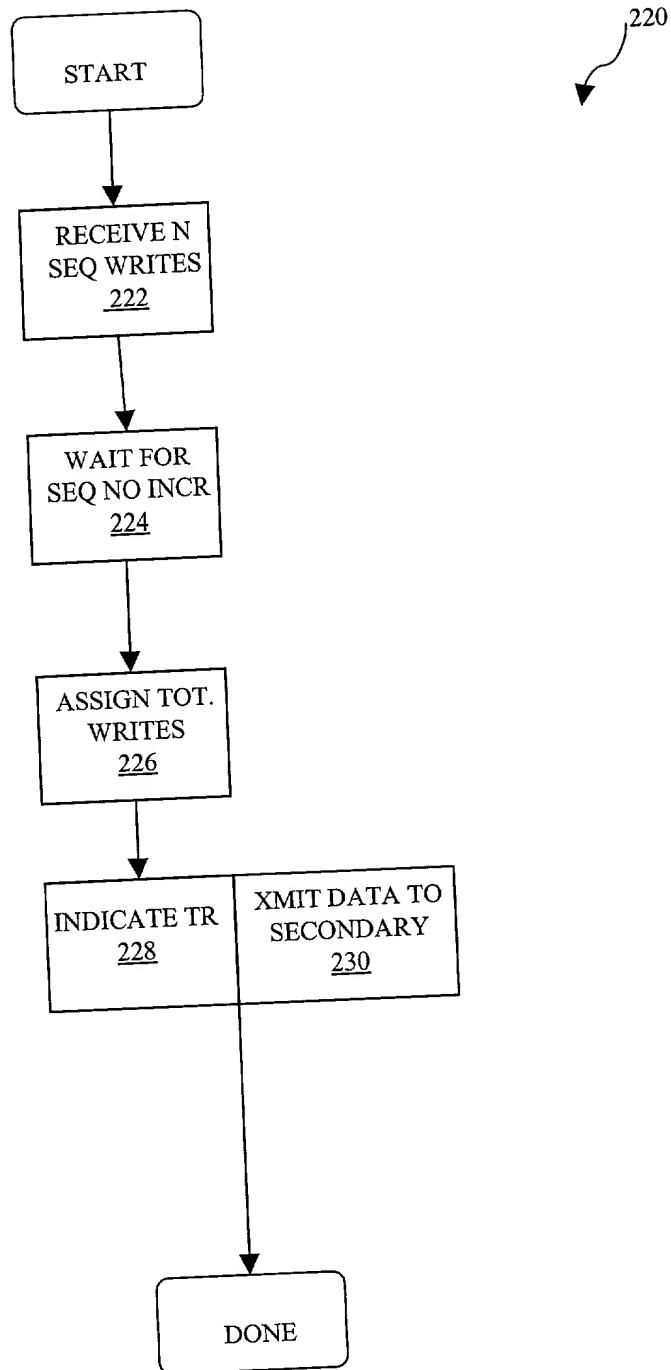 220
START
RECEIVE N
SEQ WRITES
222
WAIT FOR
SEQ NO INCR
224
ASSIGN TOT.
WRITES
226
INDICATE TR
228
XMIT DATA TO
SECONDARY
230
DONE